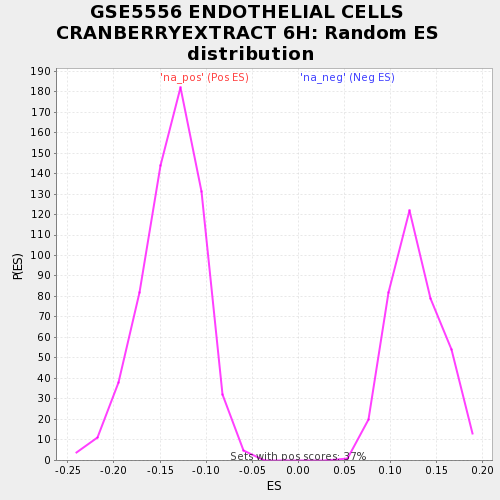 GSE5556 ENDOTHELIAL CELLS
CRANBERRYEXTRACT 6H: Random ES
distribution
'na_pos' (Pos ES) 'na_neg' (Neg ES)
190
180
170
160
150
140
130
120
110
100
90
80
70
60
50
40
30
20
10
0
P(ES)
Sets with pos scores: 37%
-0.25 -0.20 -0.15 -0.10 -0.05 0.00 0.05 0.10 0.15 0.20
ES